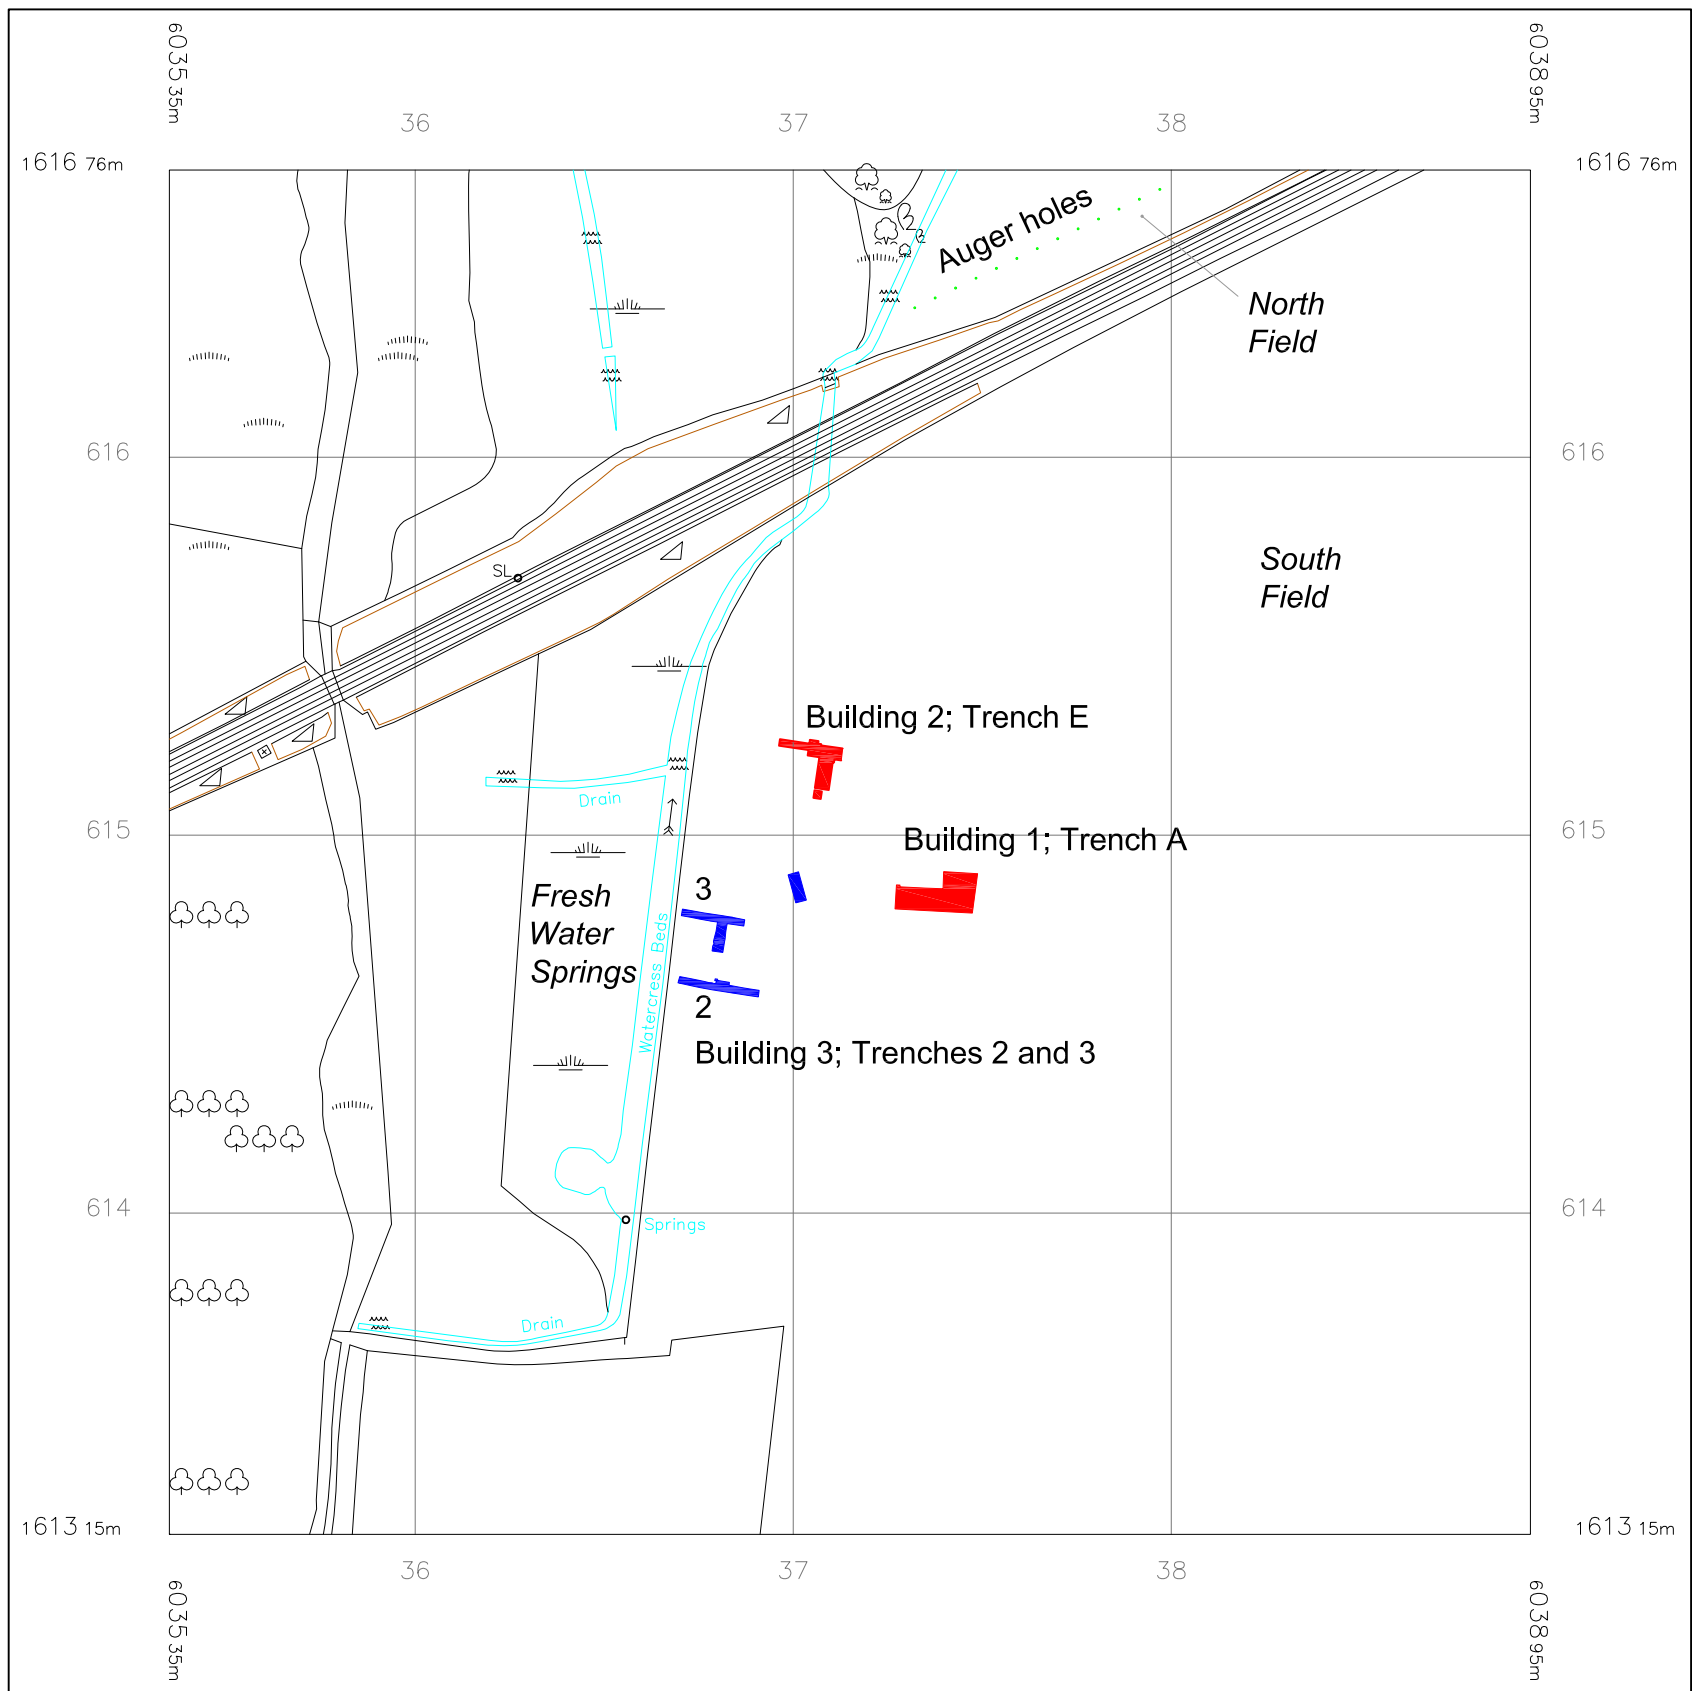 6035 35m
6038 95m
36
37
38
1616 76m
1616 76m
Auger holes
North
Field
616
616
South
Field
SL
Building 2; Trench E
Drain
615
615
Building 1; Trench A
3
Fresh
Water
Springs
Watercress Beds
2
Building 3; Trenches 2 and 3
614
614
Springs
Drain
1613 15m
1613 15m
36
37
38
6035 35m
6038 95m